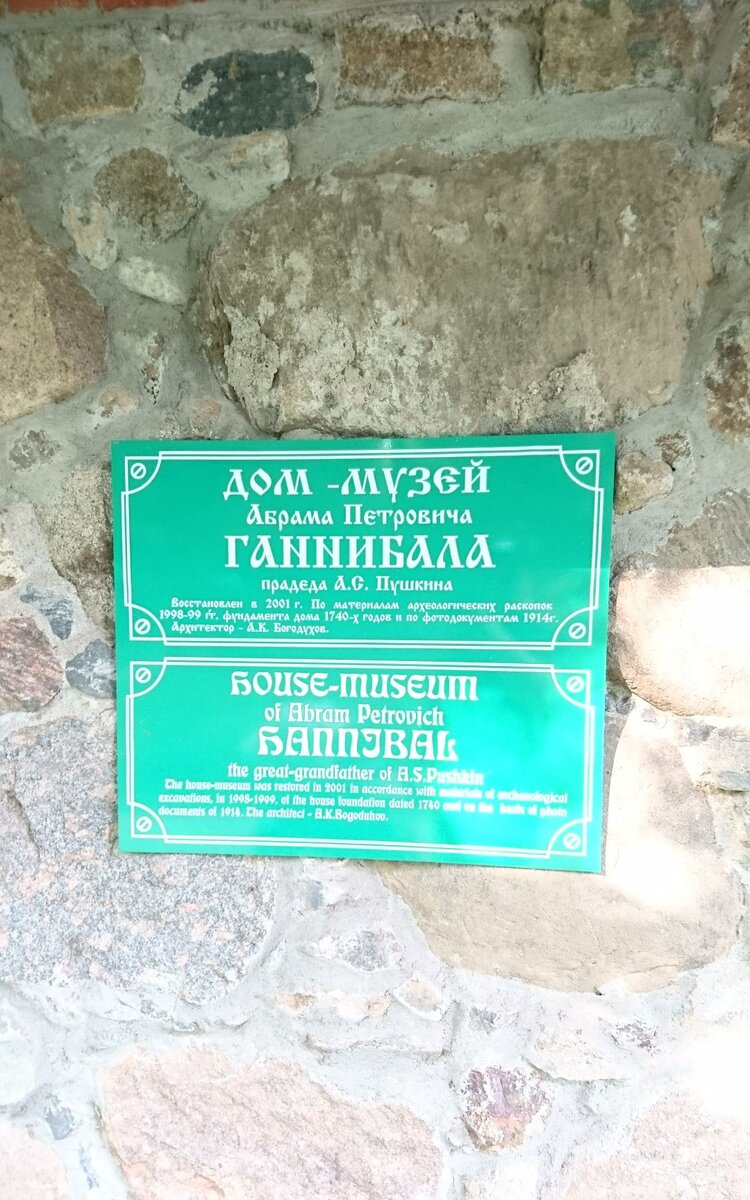 ДОМ -МУЗЕЙ
Абрама Петровича
ГАННИБАЛА
прадеда А.С. Пушкина
Восстановлен в 2001 г. По материалам археологических раскопок
1998-99 гг. фундамента дома 1740-х годов и по фотодокументам 1914г.
Архитектор - А.К. Богодухов.
HOUSE-MUSEUM
of Abram Petrovich
HANNIBAL
the great-grandfather of A.S.Pushkin
The house-museum was restored in 2001 in accordance with materials of archaeological
excavations, in 1998-1999, of the house foundation dated 1740 and on the basis of photo
documents of 1914. The architect - A.K.Bogoduhov.